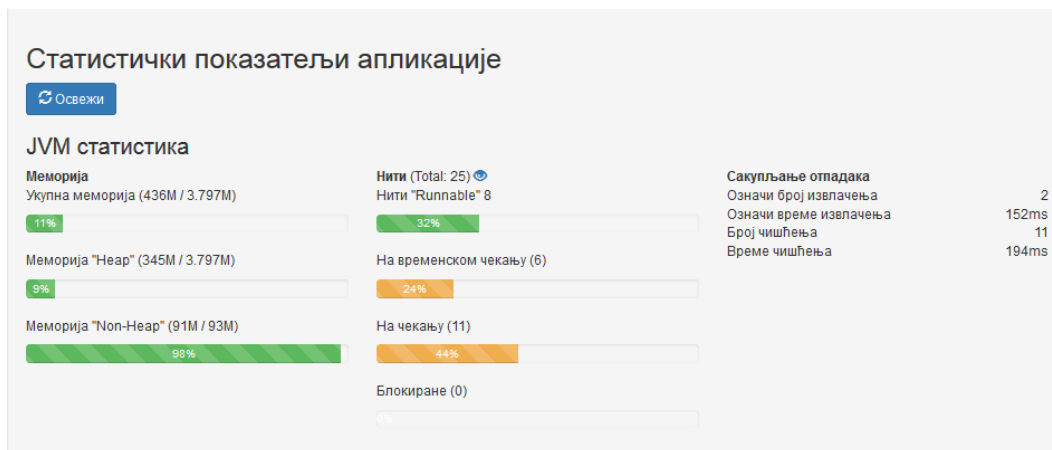 Статистички показатељи апликације
Освежи
JVM статистика
Меморија
Укупна меморија (436M / 3.797M)
11%
Меморија "Heap" (345M / 3.797M)
9%
Меморија "Non-Heap" (91M / 93M)
98%
Нити (Total: 25)
Нити "Runnable" 8
32%
На временском чекању (6)
24%
На чекању (11)
44%
Блокиране (0)
0%
Сакупљање отпадака
Означи број извлачења 2
Означи време извлачења 152ms
Број чишћења 11
Време чишћења 194ms